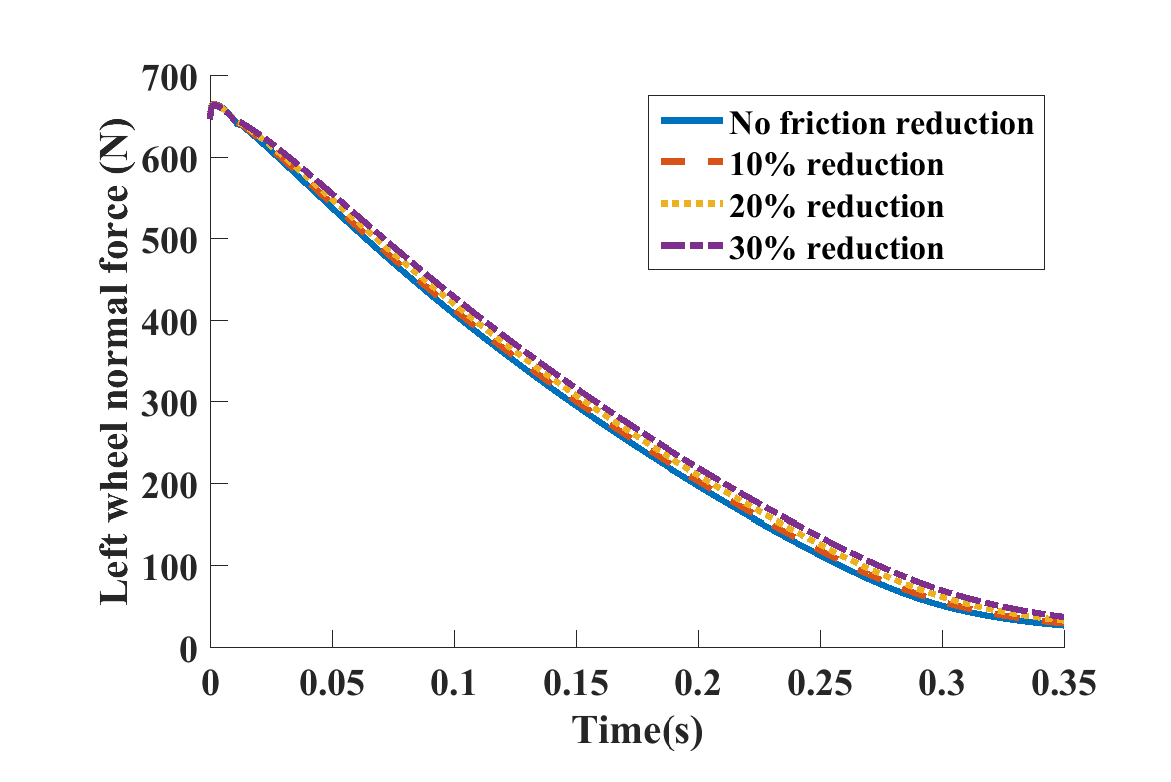 700
600
500
400
300
200
100
0
Left wheel normal force (N)
No friction reduction
10% reduction
20% reduction
30% reduction
0 0.05 0.1 0.15 0.2 0.25 0.3 0.35
Time(s)